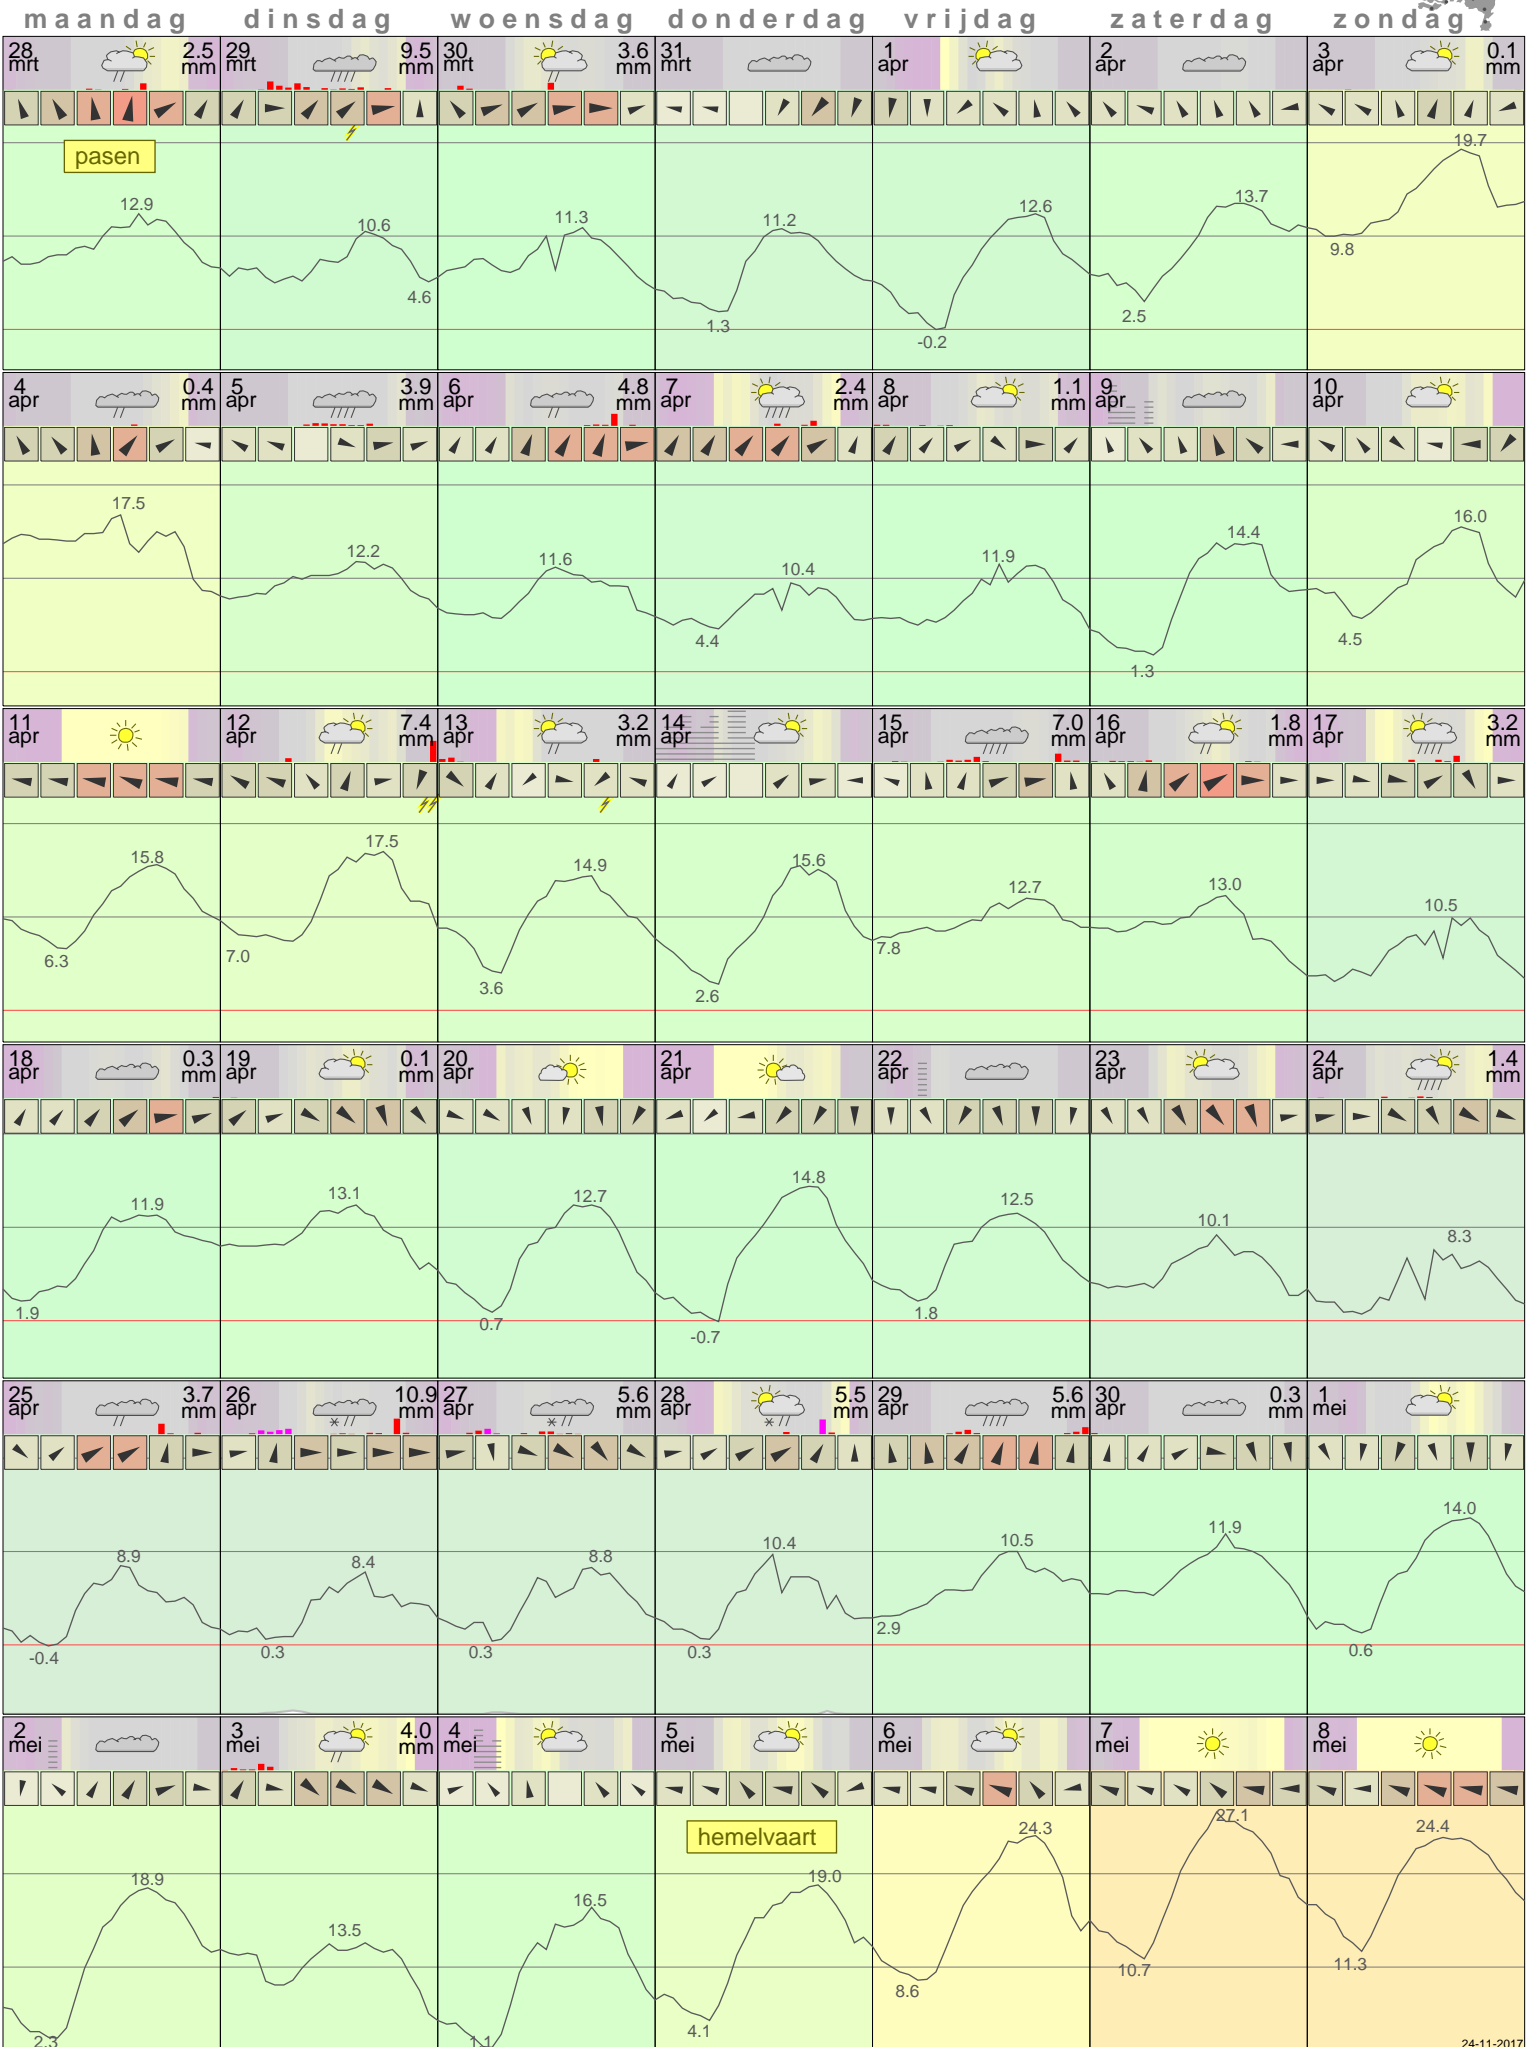 maandag dinsdag woensdag donderdag vrijdag zaterdag zondag
28 2.5 29 9.5 30 3.6 31 1 2 3 0.1
mrt mm mrt mm mrt mm mrt apr apr apr mm
pasen
12.9 10.6 4.6 11.3 1.3 11.2 -0.2 12.6 2.5 13.7 9.8 19.7
4 0.4 5 3.9 6 4.8 7 2.4 8 1.1 9 10
apr mm apr mm apr mm apr mm apr mm apr apr
17.5 12.2 11.6 4.4 10.4 11.9 1.3 14.4 4.5 16.0
11 12 7.4 13 3.2 14 15 7.0 16 1.8 17 3.2
apr apr mm apr mm apr apr mm apr mm apr mm
6.3 15.8 7.0 17.5 3.6 14.9 2.6 15.6 7.8 12.7 13.0 10.5
18 0.3 19 0.1 20 21 22 23 24 1.4
apr mm apr mm apr apr apr apr apr mm
1.9 11.9 13.1 0.7 12.7 -0.7 14.8 1.8 12.5 10.1 8.3
25 3.7 26 10.9 27 5.6 28 5.5 29 5.6 30 0.3 1
apr mm apr mm apr mm apr mm apr mm apr mm mei
-0.4 8.9 0.3 8.4 0.3 8.8 0.3 10.4 2.9 10.5 11.9 0.6 14.0
2 3 4.0 4 5 6 7 8
mei mei mm mei mei mei mei mei
hemelvaart
2.3 18.9 13.5 1.1 16.5 4.1 19.0 8.6 24.3 10.7 27.1 11.3 24.4
24-11-2017